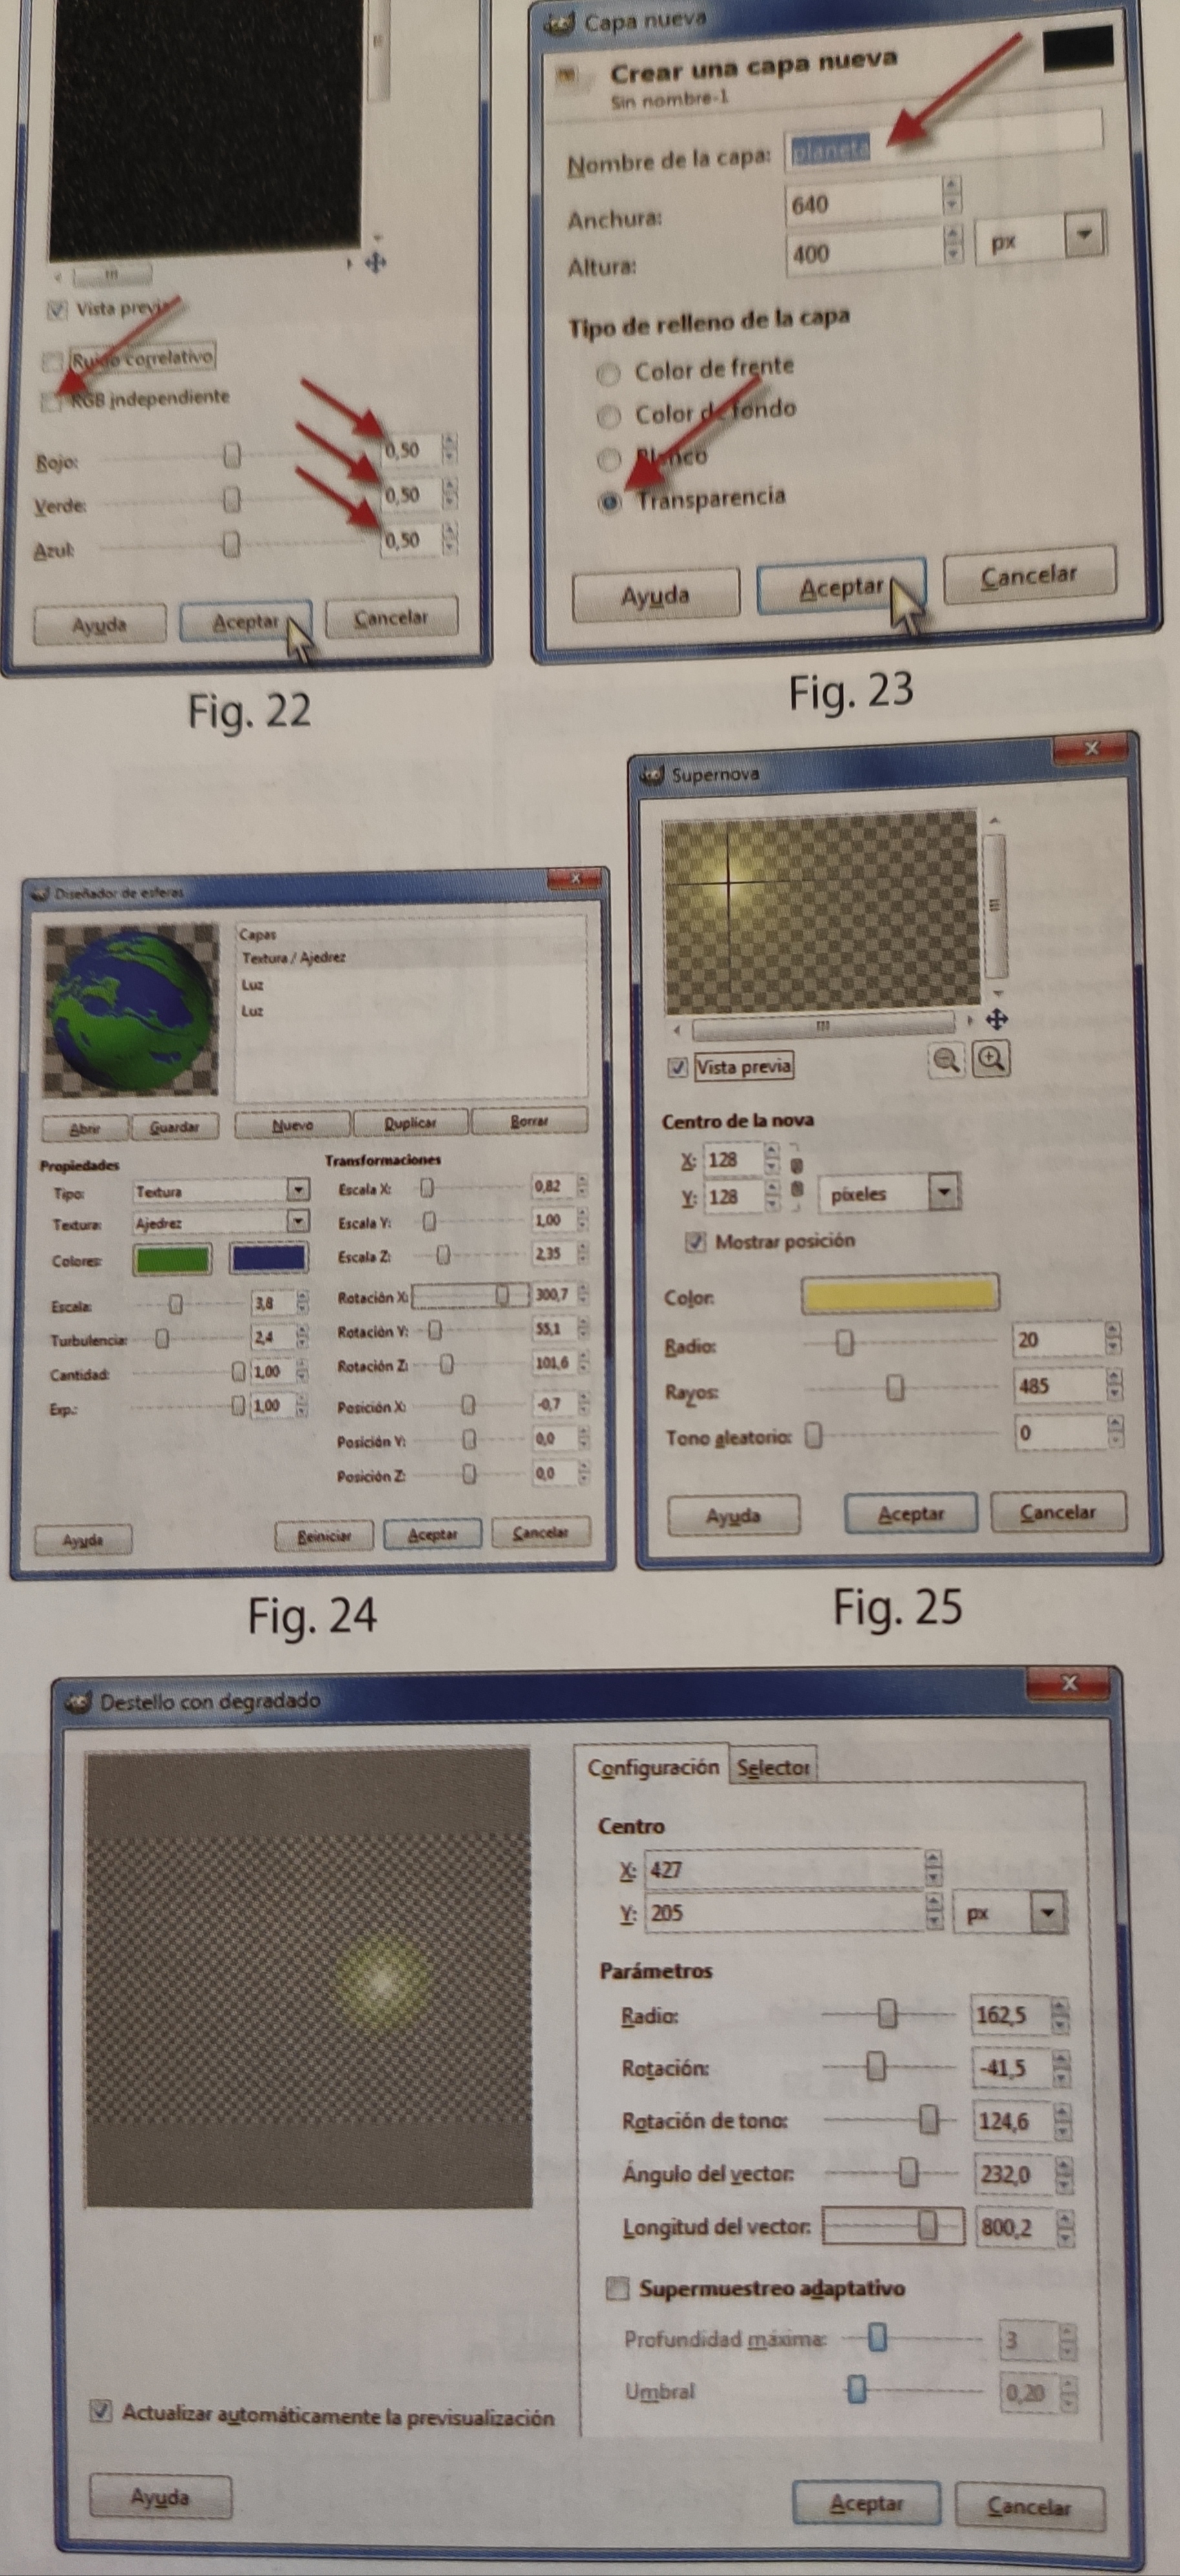 Vista previa
Ruido correlativo
RGB independiente
Rojo: 0,50
Verde: 0,50
Azul: 0,50
Ayuda Aceptar Cancelar
Fig. 22
Capa nueva
Crear una capa nueva
Sin nombre-1
Nombre de la capa: planeta
Anchura: 640
Altura: 400 px
Tipo de relleno de la capa
Color de frente
Color de fondo
Blanco
Transparencia
Ayuda Aceptar Cancelar
Fig. 23
Diseñador de esferas
Capas
Textura / Ajedrez
Luz
Luz
Abrir Guardar Nuevo Duplicar Borrar
Propiedades
Tipo: Textura
Textura: Ajedrez
Colores:
Escala: 3,8
Turbulencia: 2,4
Cantidad: 1,00
Exp.: 1,00
Transformaciones
Escala X: 0,82
Escala Y: 1,00
Escala Z: 2,35
Rotación X: 300,7
Rotación Y: 55,1
Rotación Z: 101,6
Posición X: -0,7
Posición Y: 0,0
Posición Z: 0,0
Ayuda Reiniciar Aceptar Cancelar
Fig. 24
Supernova
Vista previa
Centro de la nova
X: 128
Y: 128 píxeles
Mostrar posición
Color:
Radio: 20
Rayos: 485
Tono aleatorio: 0
Ayuda Aceptar Cancelar
Fig. 25
Destello con degradado
Configuración Selector
Centro
X: 427
Y: 205 px
Parámetros
Radio: 162,5
Rotación: -41,5
Rotación de tono: 124,6
Ángulo del vector: 232,0
Longitud del vector: 800,2
Supermuestreo adaptativo
Profundidad máxima: 3
Umbral 0,20
Actualizar automáticamente la previsualización
Ayuda Aceptar Cancelar